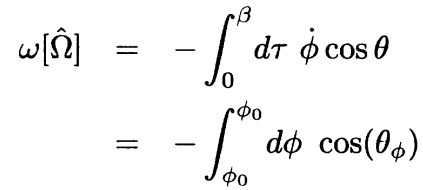 ω[Ω̂] = − ∫₀^β dτ φ̇ cos θ
= − ∫_{φ₀}^{φ₀} dφ cos(θ_φ)